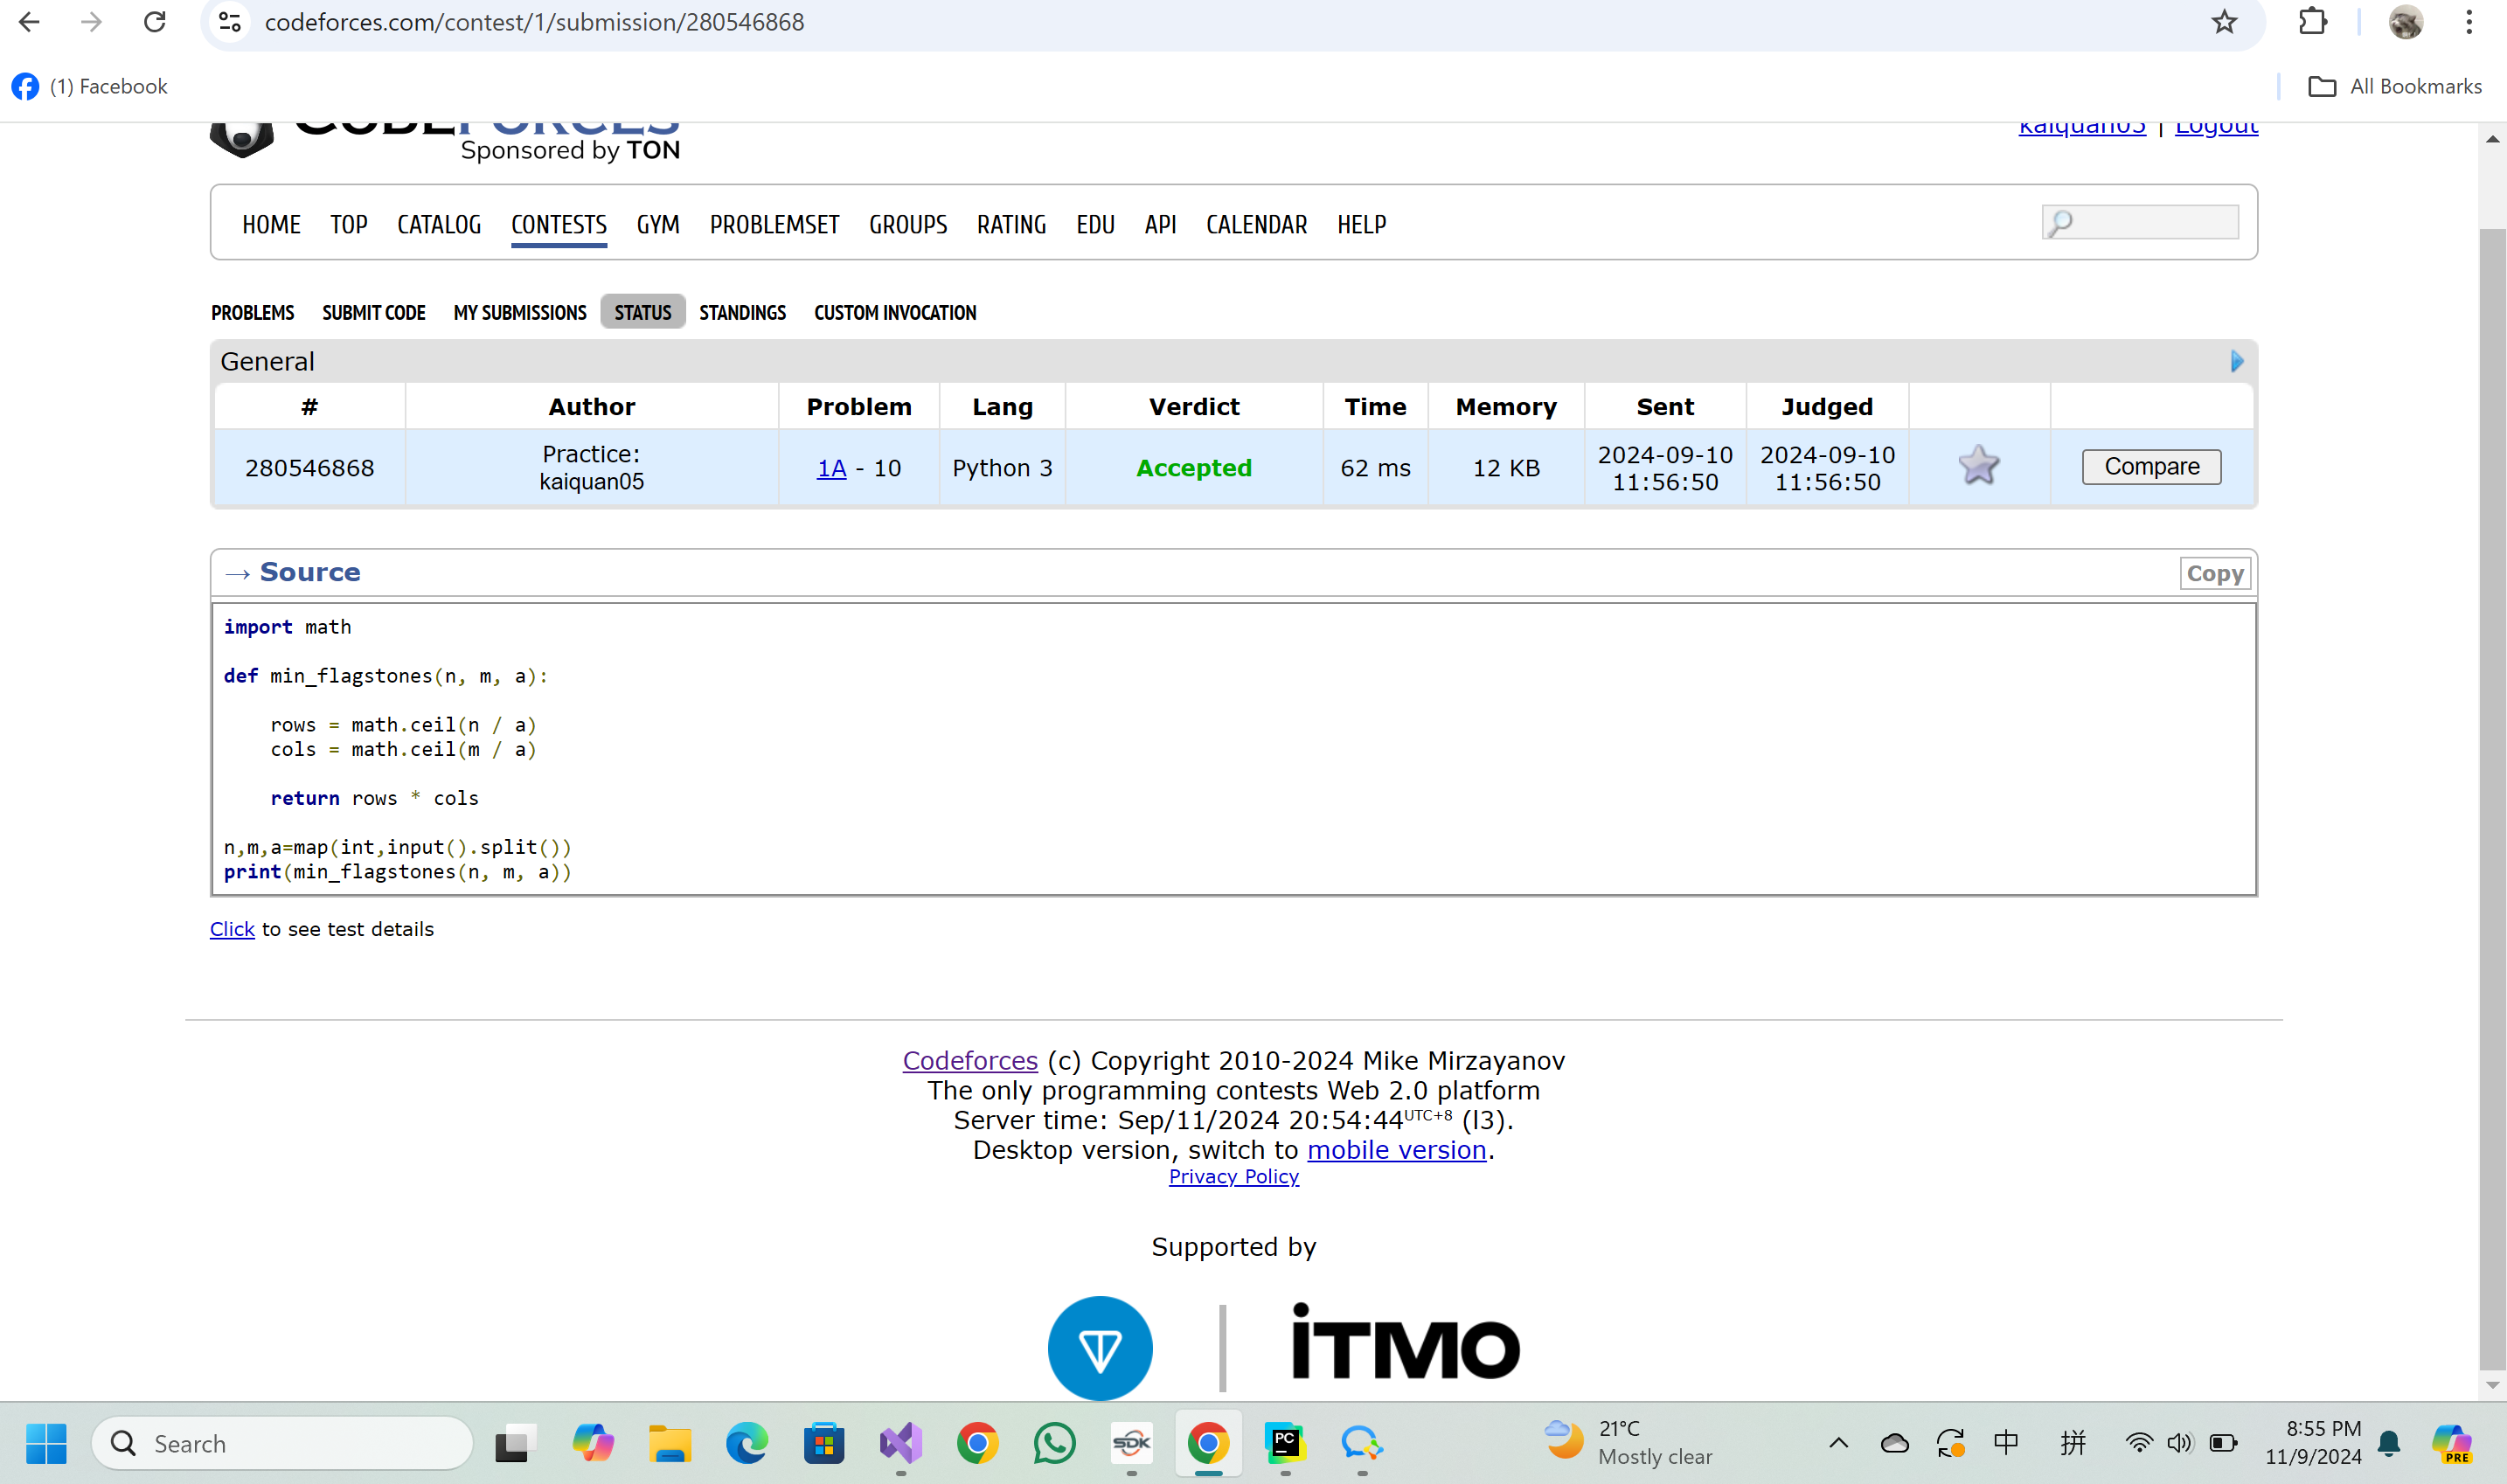 codeforces.com/contest/1/submission/280546868
(1) Facebook
All Bookmarks
CODEFORCES
Sponsored by TON
kaiquan05 | Logout
HOME TOP CATALOG CONTESTS GYM PROBLEMSET GROUPS RATING EDU API CALENDAR HELP
PROBLEMS SUBMIT CODE MY SUBMISSIONS STATUS STANDINGS CUSTOM INVOCATION
General
# Author Problem Lang Verdict Time Memory Sent Judged
280546868 Practice: kaiquan05 1A - 10 Python 3 Accepted 62 ms 12 KB 2024-09-10 11:56:50 2024-09-10 11:56:50 Compare
→ Source
Copy
import math
def min_flagstones(n, m, a):
    rows = math.ceil(n / a)
    cols = math.ceil(m / a)
    return rows * cols
n,m,a=map(int,input().split())
print(min_flagstones(n, m, a))
Click to see test details
Codeforces (c) Copyright 2010-2024 Mike Mirzayanov
The only programming contests Web 2.0 platform
Server time: Sep/11/2024 20:54:44 UTC+8 (l3).
Desktop version, switch to mobile version.
Privacy Policy
Supported by
iTMO
Search
SDK
PC
21°C
Mostly clear
中
拼
8:55 PM
11/9/2024
PRE